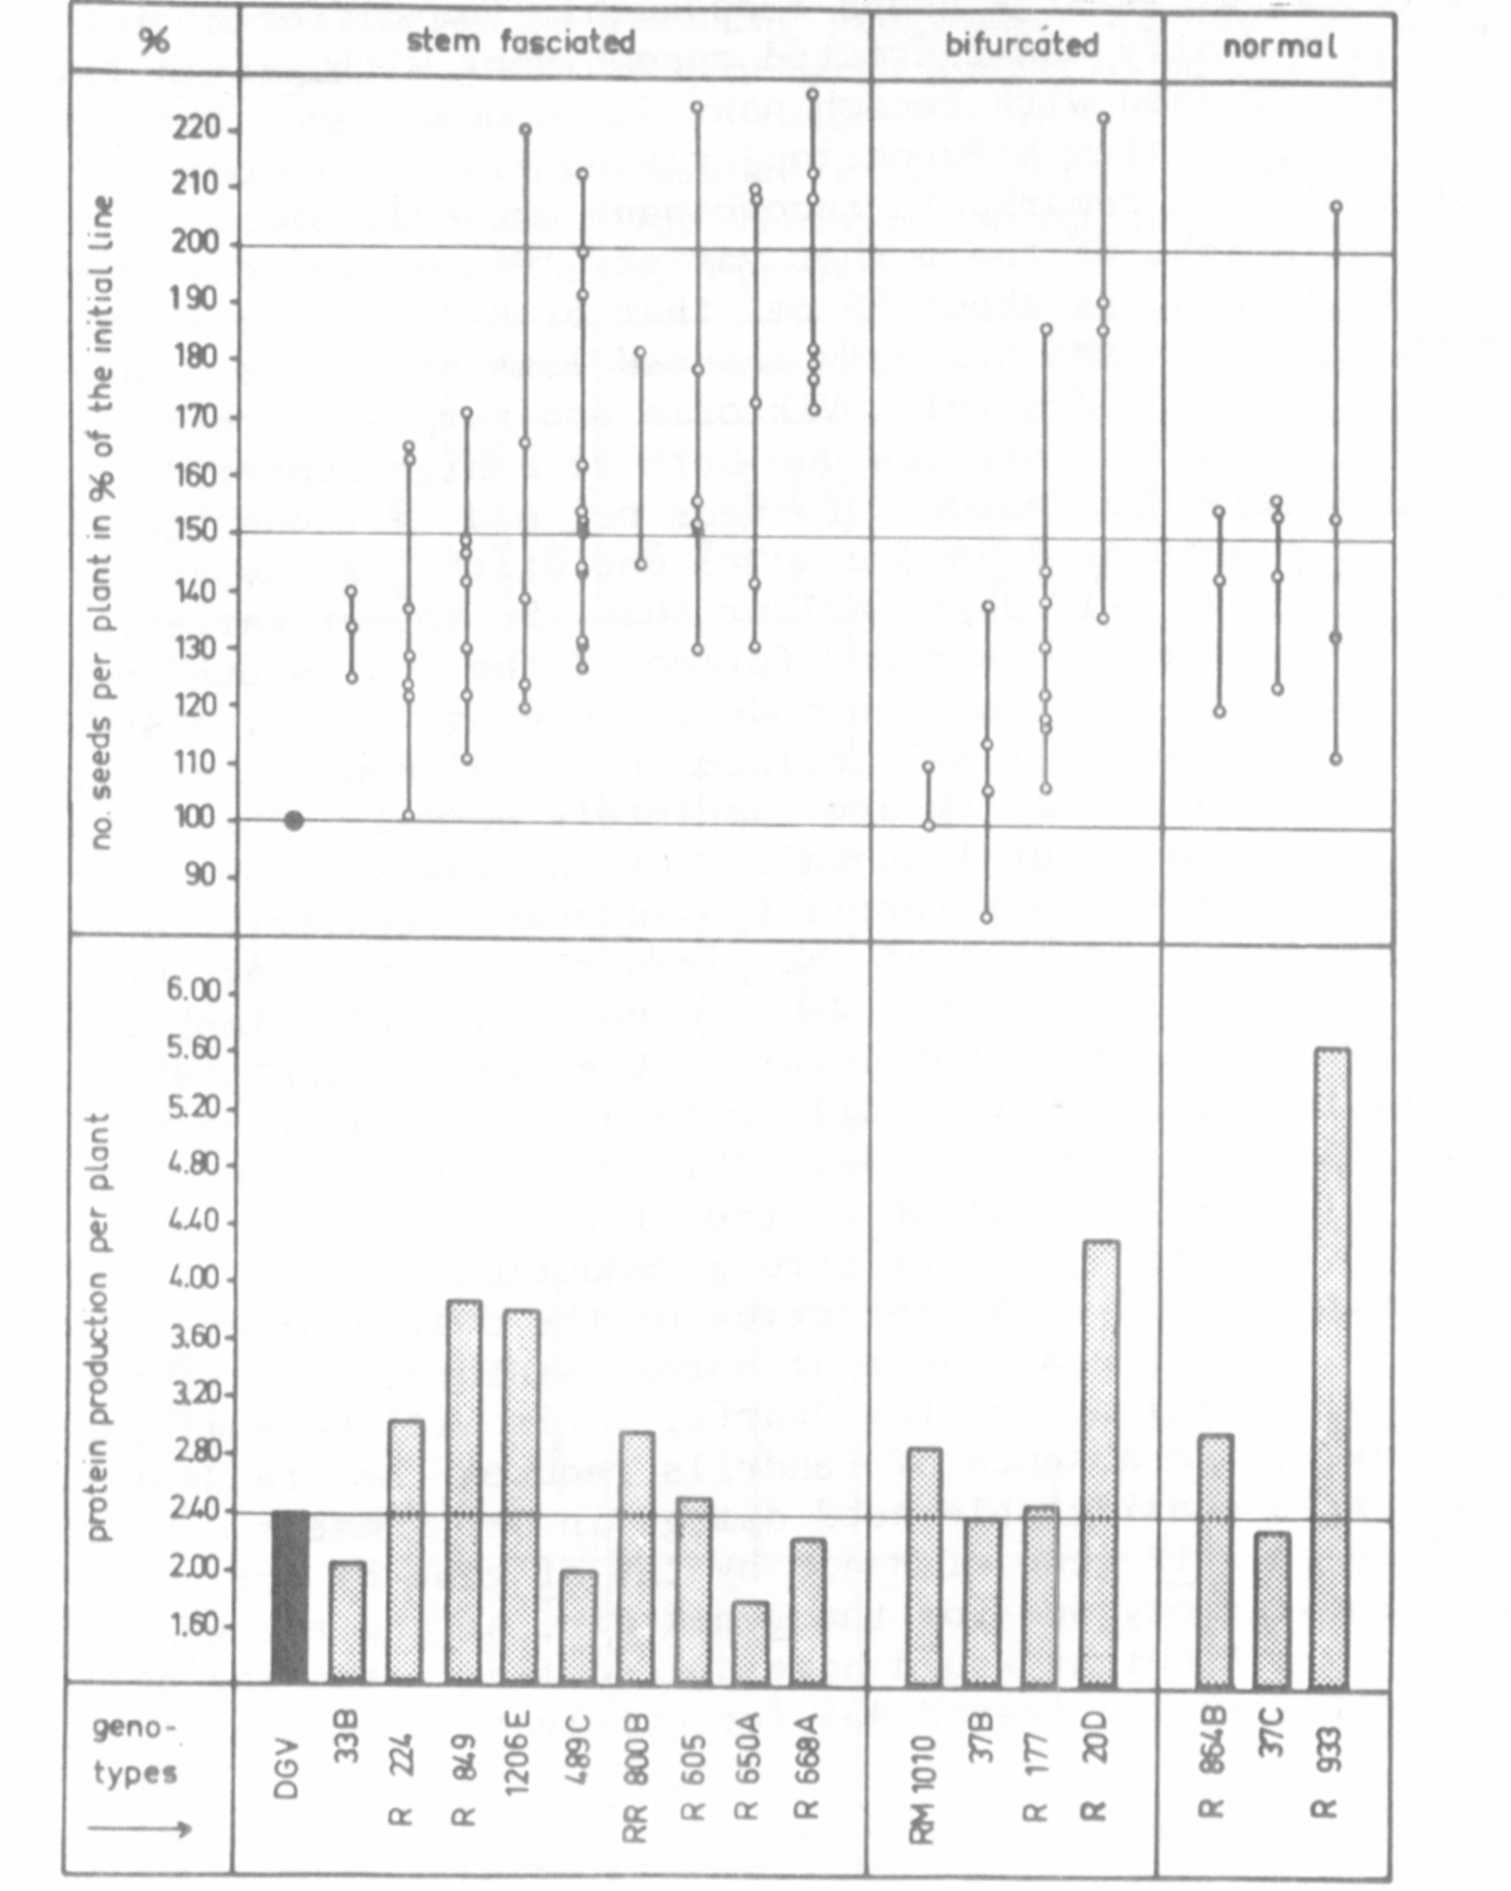 % stem fasciated bifurcated normal
no. seeds per plant in % of the initial line
220
210
200
190
180
170
160
150
140
130
120
110
100
90
protein production per plant
6.00
5.60
5.20
4.80
4.40
4.00
3.60
3.20
2.80
2.40
2.00
1.60
geno-
types
DGV
33B
R 224
R 849
1206E
489C
RR 800B
R 605
R 650A
R 668A
RM 1010
37B
R 177
R 20D
R 864B
37C
R 933